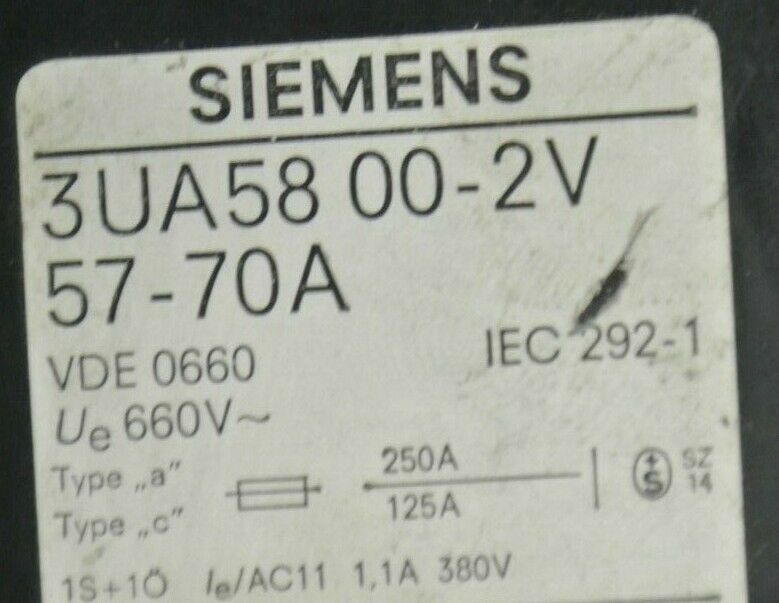 SIEMENS
3UA58 00-2V
57-70A
VDE 0660 IEC 292-1
Ue 660V~
Type „a” 250A
Type „c” 125A
+S SZ 14
1S+1Ö Ie/AC11 1,1A 380V